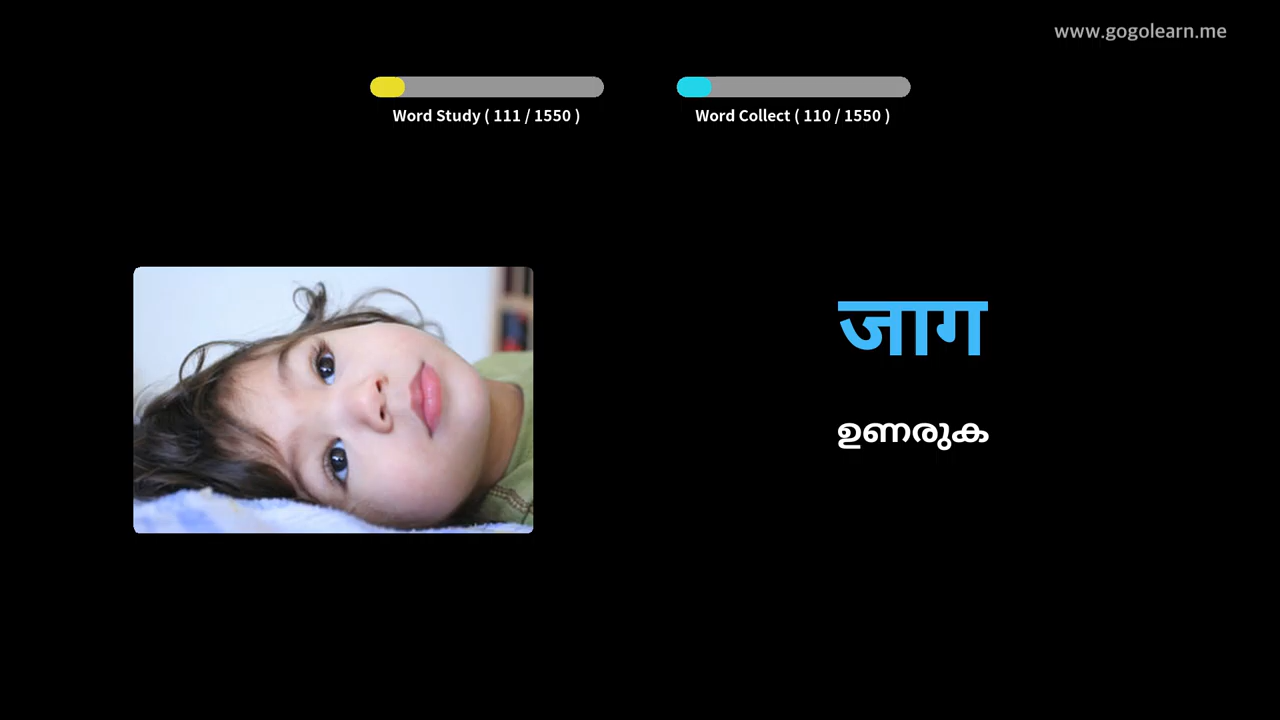 www.gogolearn.me
Word Study ( 111 / 1550 )
Word Collect ( 110 / 1550 )
जाग
ഉണരുക